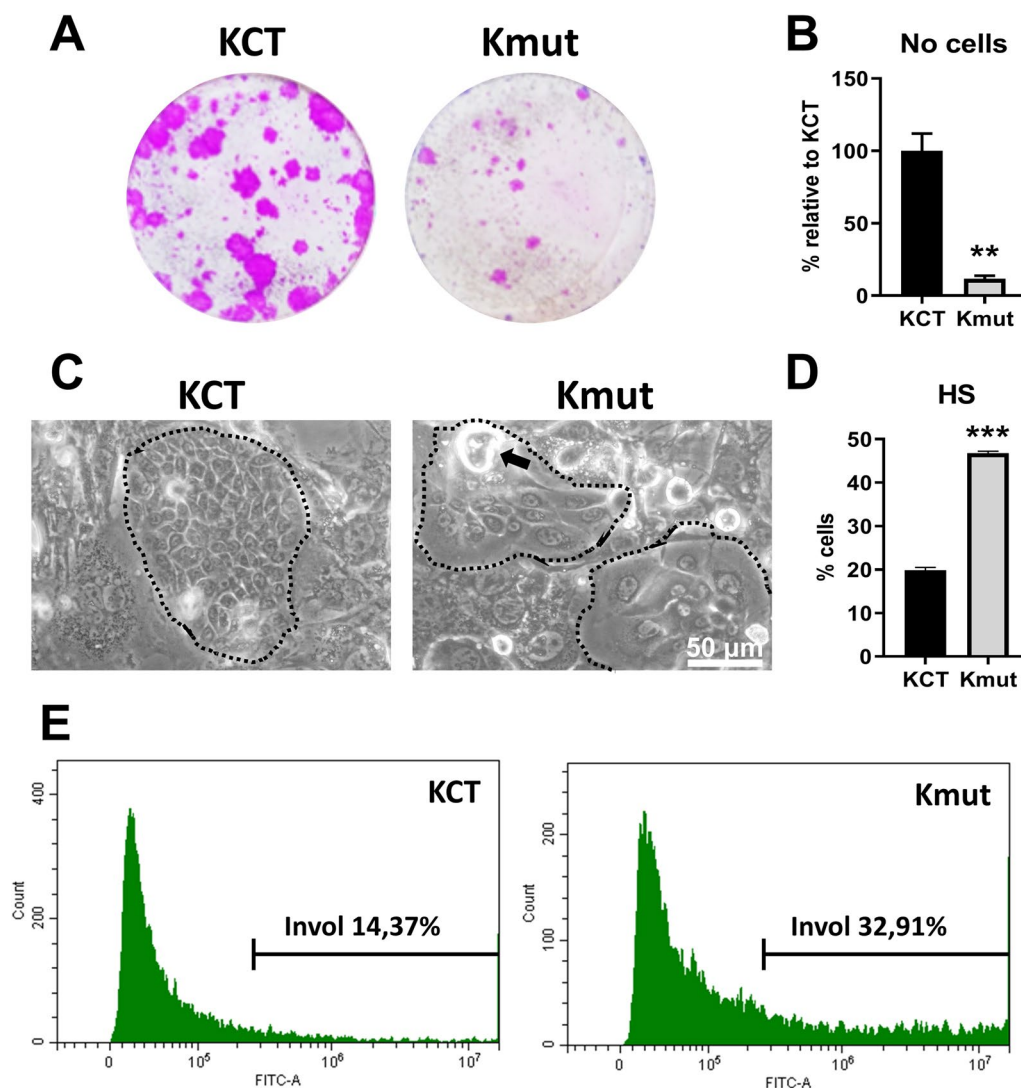 A
KCT
Kmut
B
No cells
% relative to KCT
150
100
50
0
**
KCT Kmut
C
KCT
Kmut
50 µm
D
HS
% cells
50
40
30
20
10
0
***
KCT Kmut
E
KCT
Count
400
200
0
Invol 14,37%
0
10⁵
10⁶
10⁷
FITC-A
Kmut
Count
200
100
0
Invol 32,91%
0
10⁵
10⁶
10⁷
FITC-A